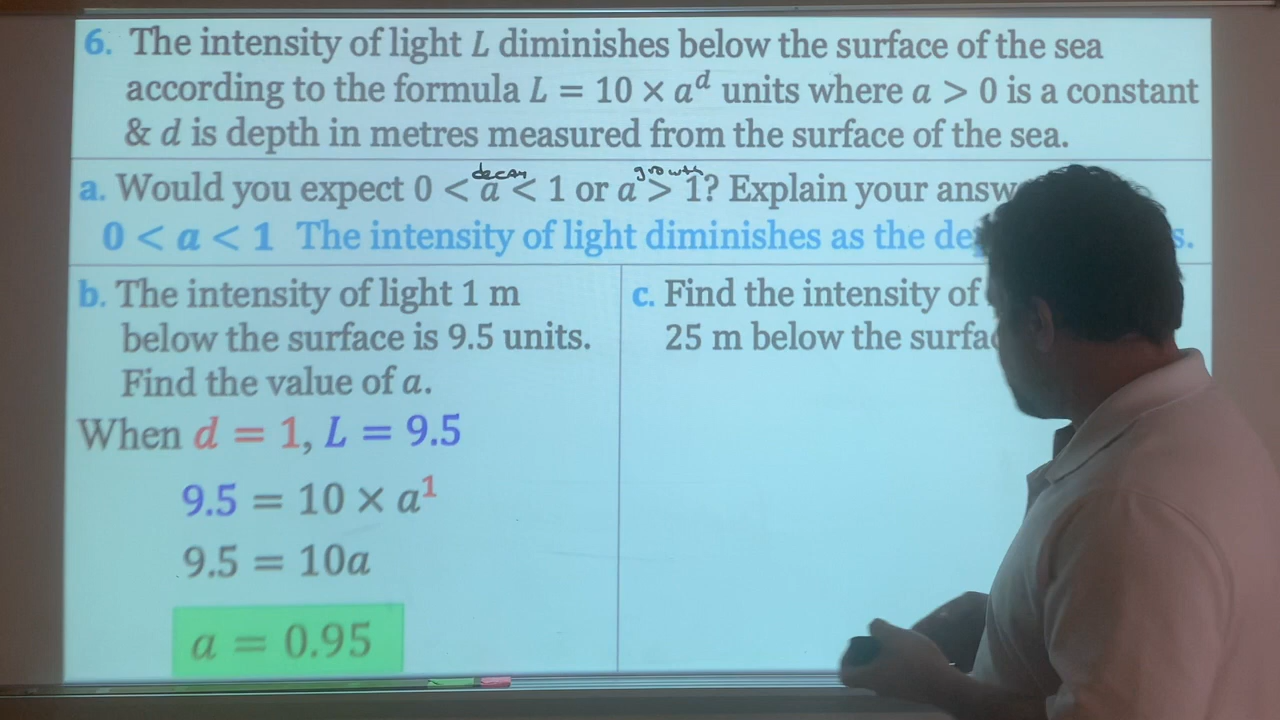 6. The intensity of light L diminishes below the surface of the sea
according to the formula L = 10 × a^d units where a > 0 is a constant
& d is depth in metres measured from the surface of the sea.
decay growth
a. Would you expect 0 < a < 1 or a > 1? Explain your
0 < a < 1 The intensity of light diminishes as the
b. The intensity of light 1 m
below the surface is 9.5 units.
Find the value of a.
When d = 1, L = 9.5
9.5 = 10 × a^1
9.5 = 10a
a = 0.95
c. Find the intensity of
25 m below the